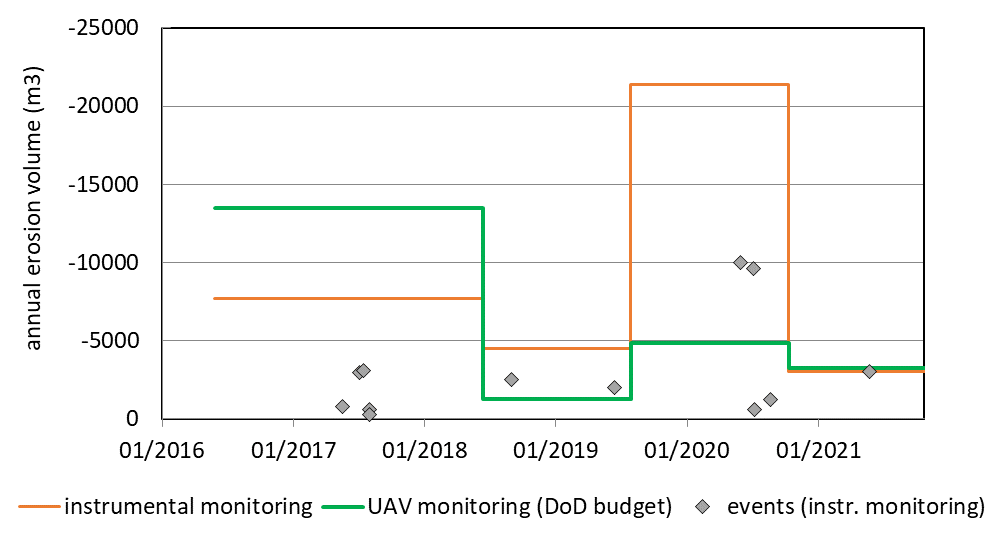 annual erosion volume (m3)
-25000
-20000
-15000
-10000
-5000
0
01/2016 01/2017 01/2018 01/2019 01/2020 01/2021
instrumental monitoring UAV monitoring (DoD budget) events (instr. monitoring)